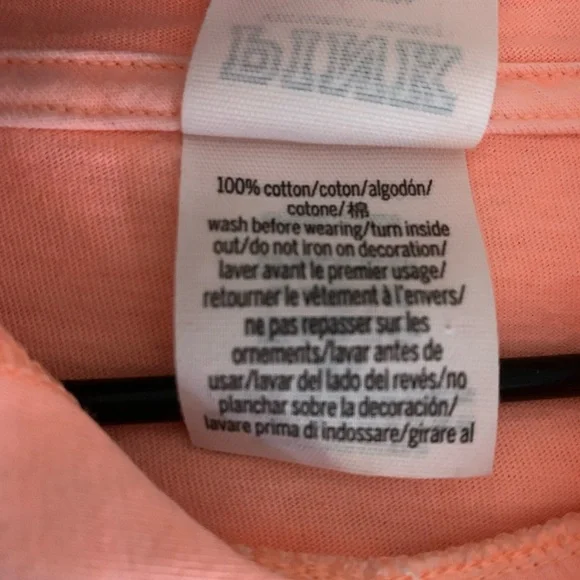 PINK
100% cotton/coton/algodón/
cotone/棉
wash before wearing/turn inside
out/do not iron on decoration/
laver avant le premier usage/
retourner le vêtement à l'envers/
ne pas repasser sur les
ornements/lavar antes de
usar/lavar del lado del revés/no
planchar sobre la decoración/
lavare prima di indossare/girare al